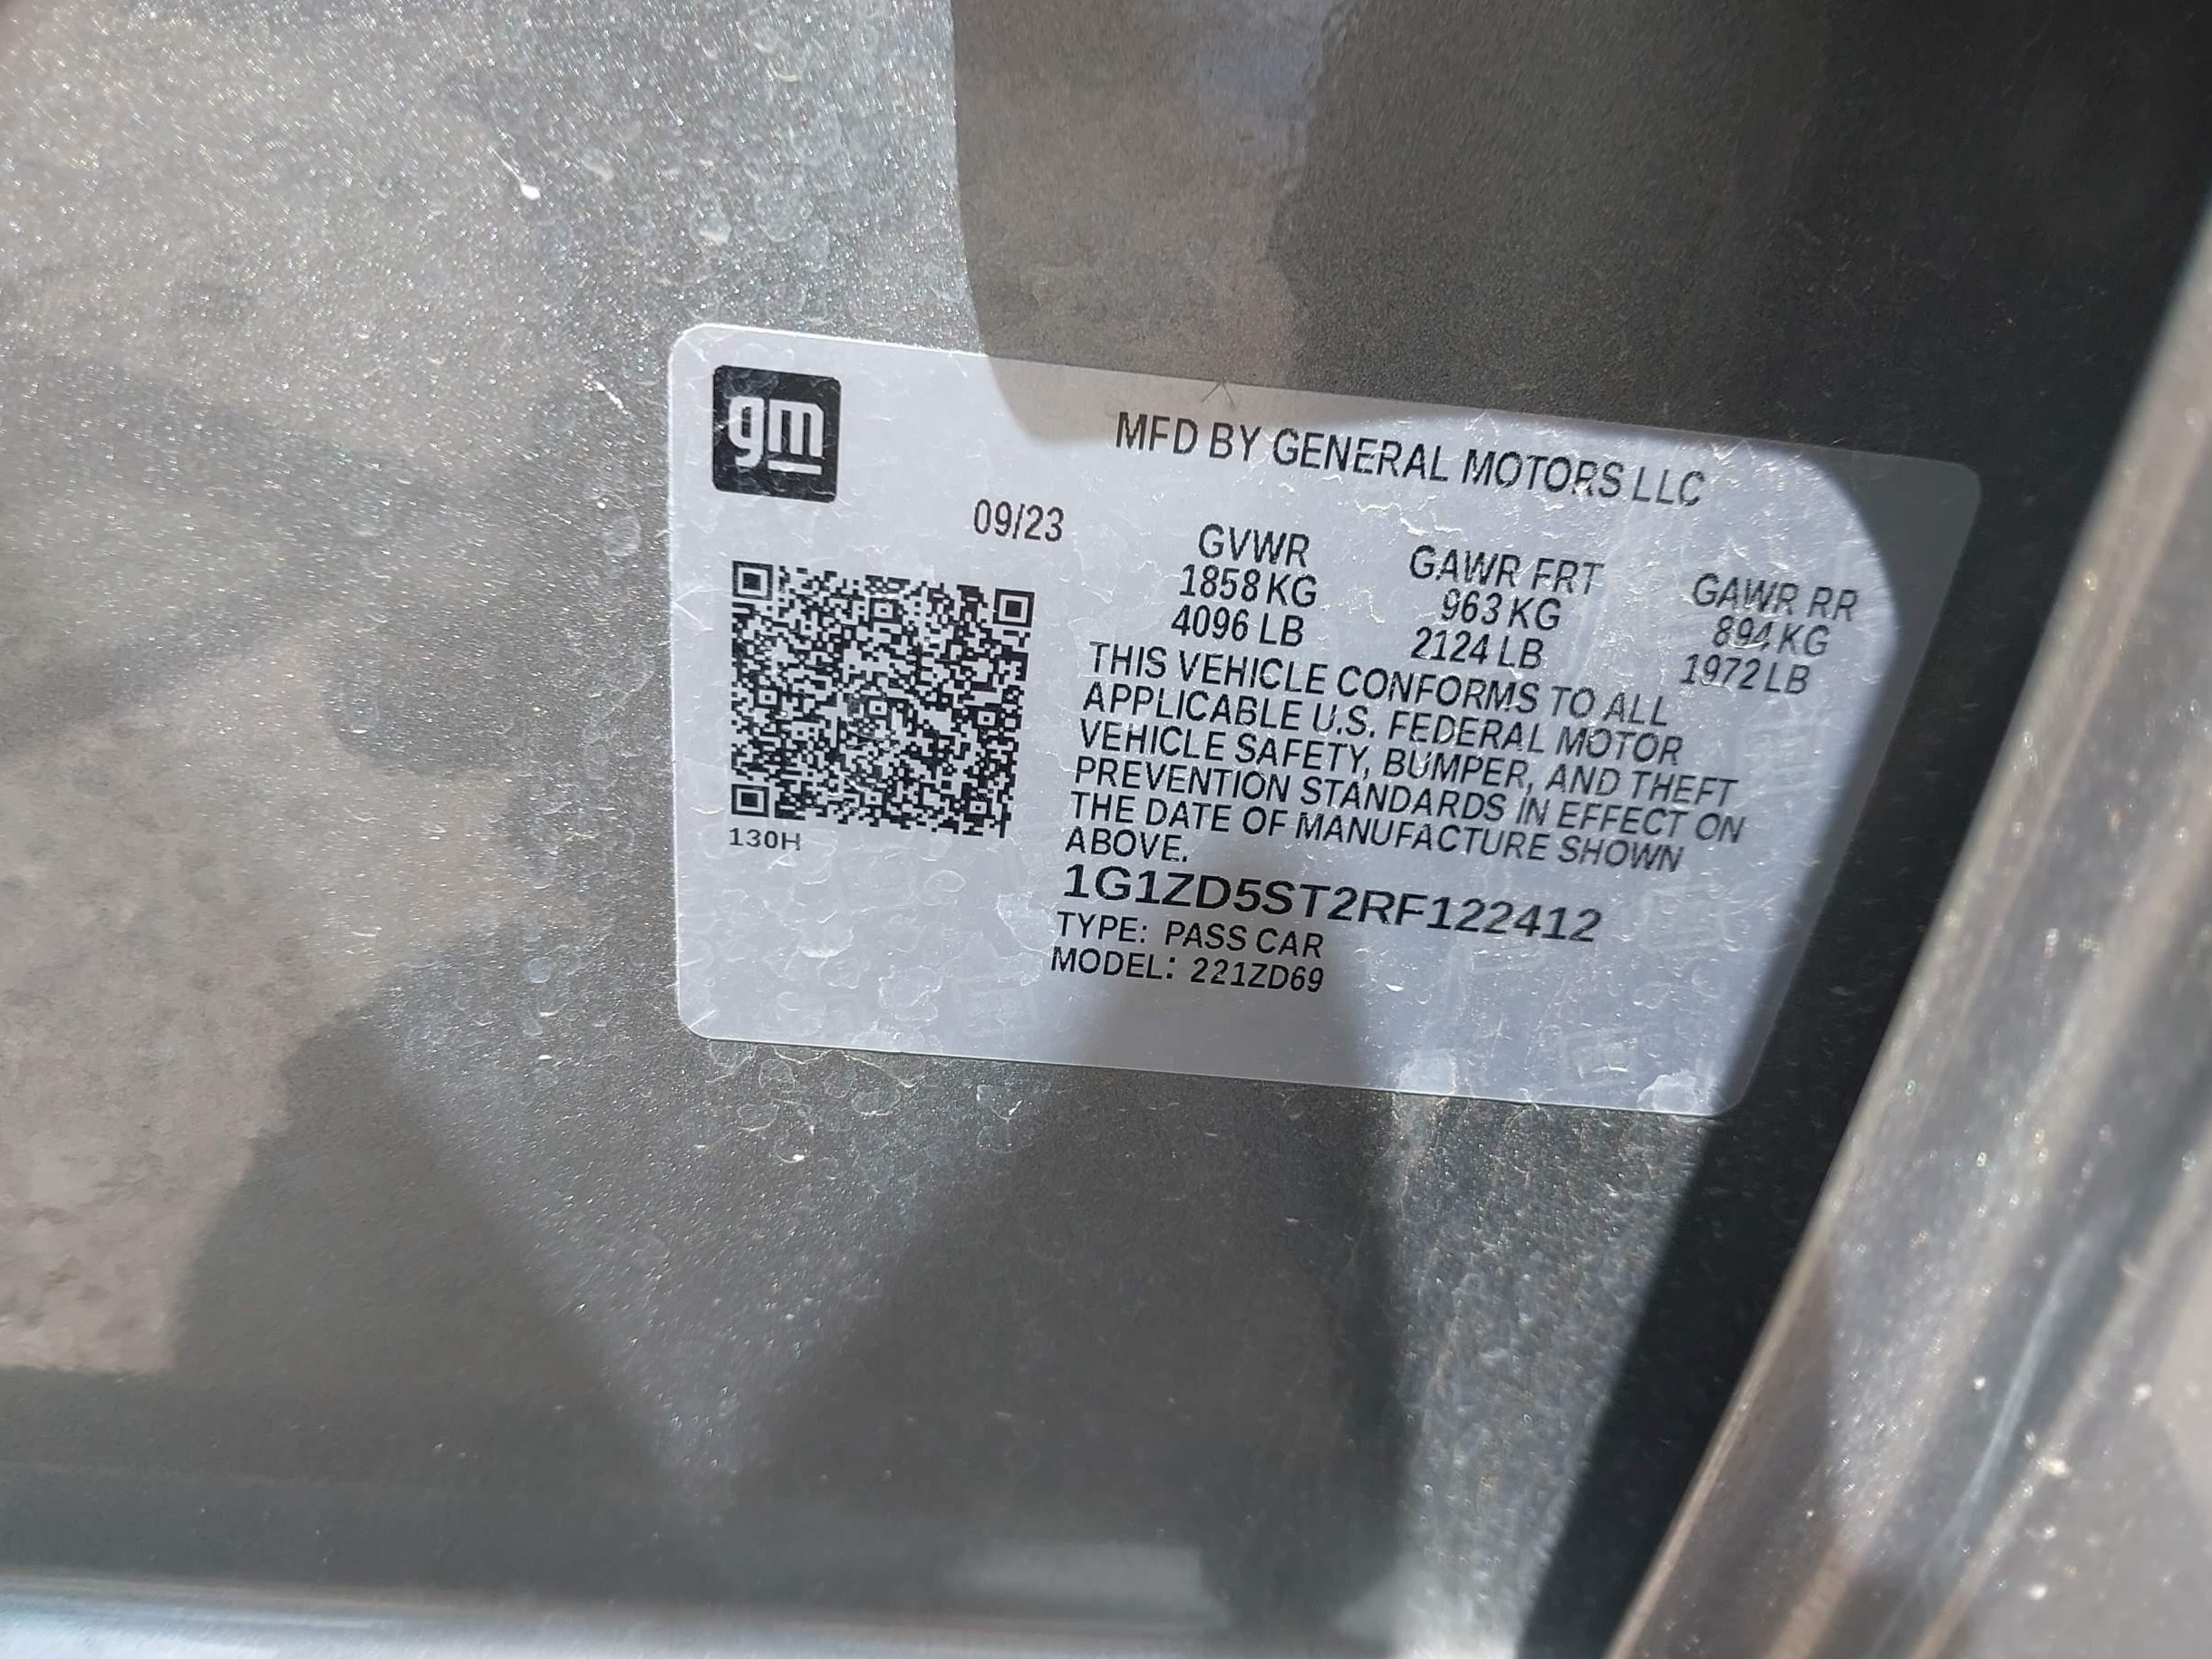 gm
MFD BY GENERAL MOTORS LLC
09/23
GVWR GAWR FRT GAWR RR
1858 KG 963 KG 894 KG
4096 LB 2124 LB 1972 LB
THIS VEHICLE CONFORMS TO ALL
APPLICABLE U.S. FEDERAL MOTOR
VEHICLE SAFETY, BUMPER, AND THEFT
PREVENTION STANDARDS IN EFFECT ON
THE DATE OF MANUFACTURE SHOWN
ABOVE.
130H
1G1ZD5ST2RF122412
TYPE: PASS CAR
MODEL: 221ZD69